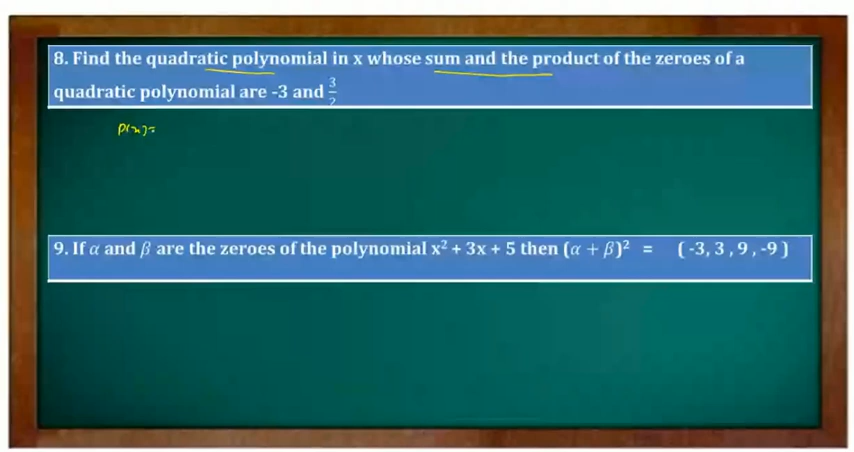 8. Find the quadratic polynomial in x whose sum and the product of the zeroes of a
quadratic polynomial are -3 and 3/2
P(x)=
9. If α and β are the zeroes of the polynomial x² + 3x + 5 then (α + β)² = ( -3, 3 , 9 , -9 )